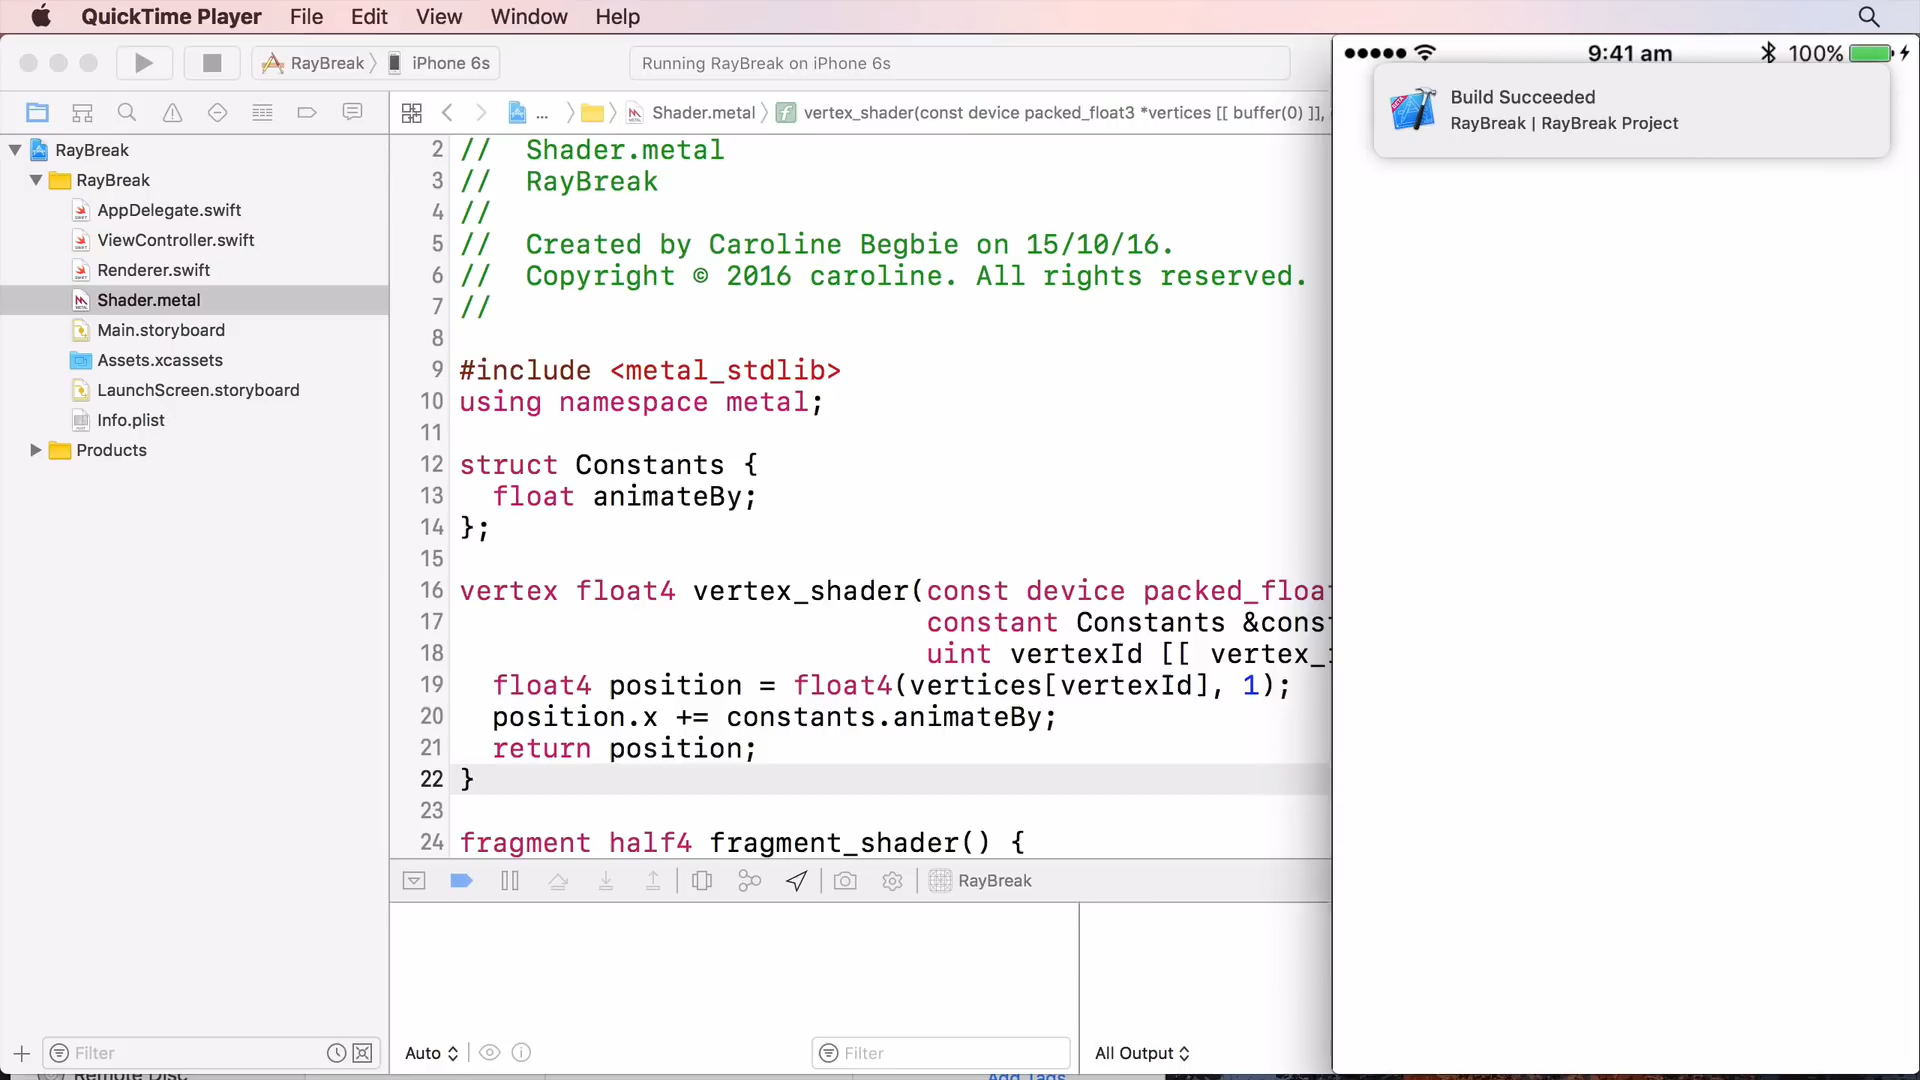 QuickTime Player File Edit View Window Help
RayBreak iPhone 6s
Running RayBreak on iPhone 6s
9:41 am 100%
Build Succeeded
RayBreak | RayBreak Project
... Shader.metal vertex_shader(const device packed_float3 *vertices [[ buffer(0) ]],
RayBreak
RayBreak
AppDelegate.swift
ViewController.swift
Renderer.swift
Shader.metal
Main.storyboard
Assets.xcassets
LaunchScreen.storyboard
Info.plist
Products
2 // Shader.metal
3 // RayBreak
4 //
5 // Created by Caroline Begbie on 15/10/16.
6 // Copyright © 2016 caroline. All rights reserved.
7 //
8
9 #include <metal_stdlib>
10 using namespace metal;
11
12 struct Constants {
13 float animateBy;
14 };
15
16 vertex float4 vertex_shader(const device packed_float
17 constant Constants &const
18 uint vertexId [[ vertex_
19 float4 position = float4(vertices[vertexId], 1);
20 position.x += constants.animateBy;
21 return position;
22 }
23
24 fragment half4 fragment_shader() {
RayBreak
Filter
Auto
Filter
All Output
Remote Disc
Add Tags